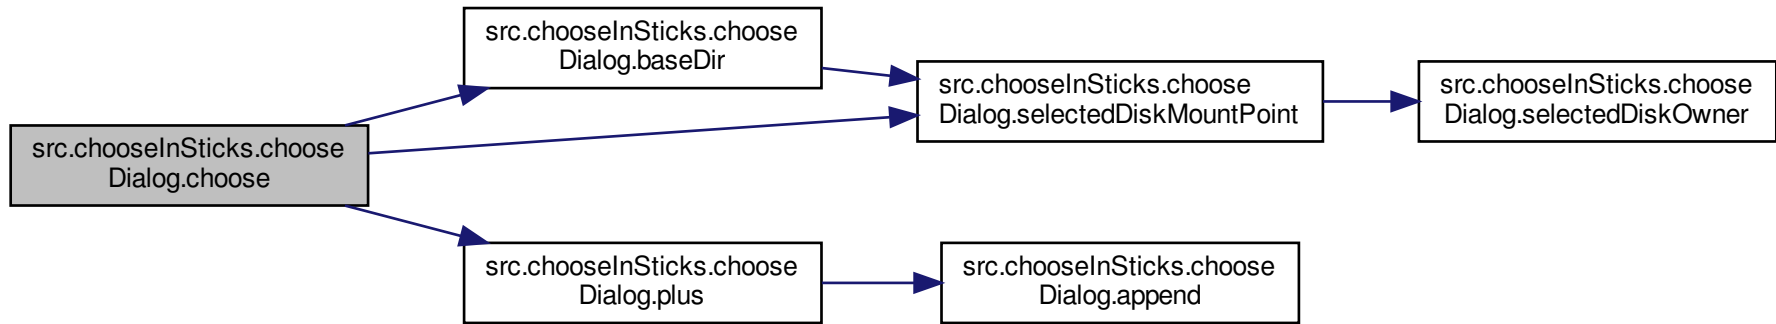 src.chooseInSticks.choose
Dialog.choose
src.chooseInSticks.choose
Dialog.baseDir
src.chooseInSticks.choose
Dialog.selectedDiskMountPoint
src.chooseInSticks.choose
Dialog.selectedDiskOwner
src.chooseInSticks.choose
Dialog.plus
src.chooseInSticks.choose
Dialog.append